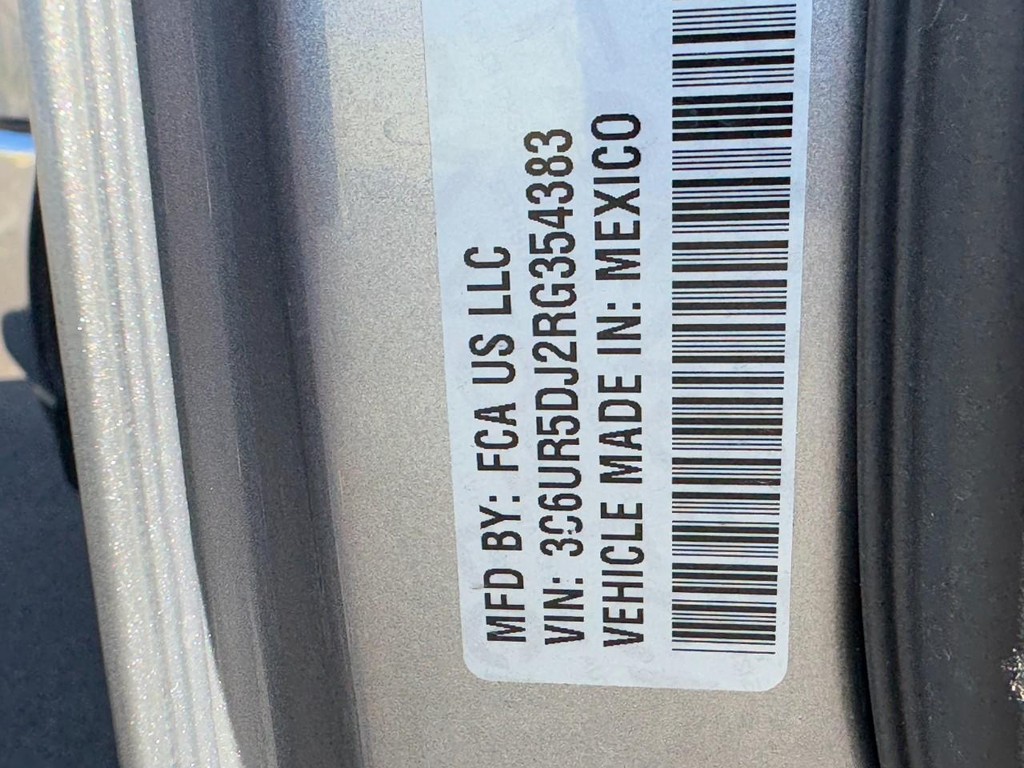 MFD BY: FCA US LLC
VIN: 3C6UR5DJ2RG354383
VEHICLE MADE IN: MEXICO